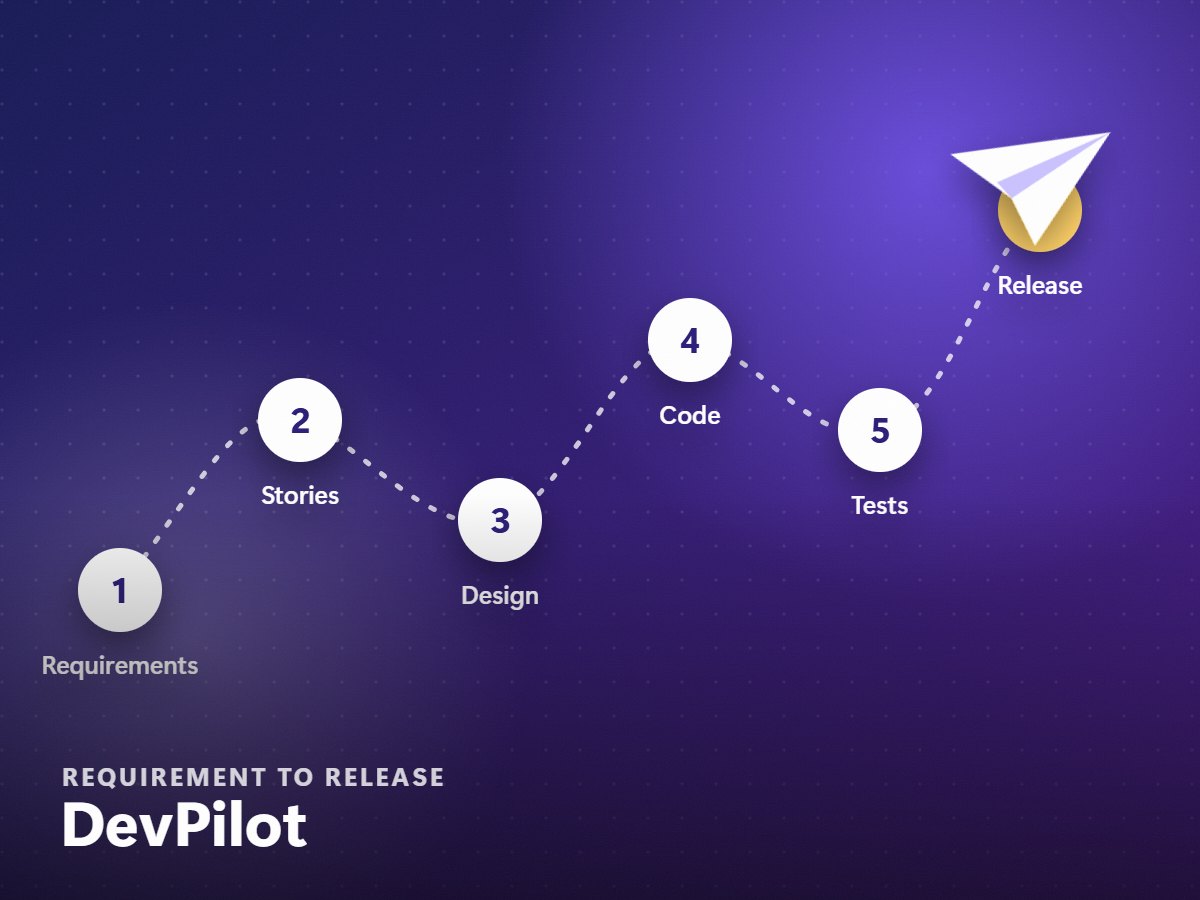 1
Requirements
2
Stories
3
Design
4
Code
5
Tests
Release
REQUIREMENT TO RELEASE
DevPilot